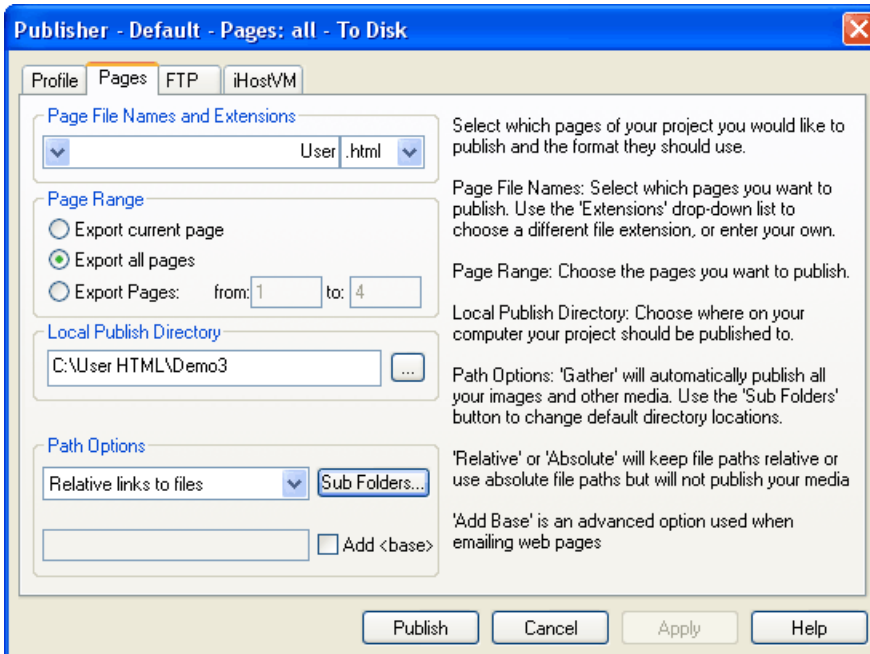 Publisher - Default - Pages: all - To Disk
Profile Pages FTP iHostVM
Page File Names and Extensions
User .html
Page Range
Export current page
Export all pages
Export Pages: from: 1 to: 4
Local Publish Directory
C:\User HTML\Demo3
...
Path Options
Relative links to files Sub Folders...
Add <base>
Select which pages of your project you would like to
publish and the format they should use.
Page File Names: Select which pages you want to
publish. Use the 'Extensions' drop-down list to
choose a different file extension, or enter your own.
Page Range: Choose the pages you want to publish.
Local Publish Directory: Choose where on your
computer your project should be published to.
Path Options: 'Gather' will automatically publish all
your images and other media. Use the 'Sub Folders'
button to change default directory locations.
'Relative' or 'Absolute' will keep file paths relative or
use absolute file paths but will not publish your media
'Add Base' is an advanced option used when
emailing web pages
Publish Cancel Apply Help